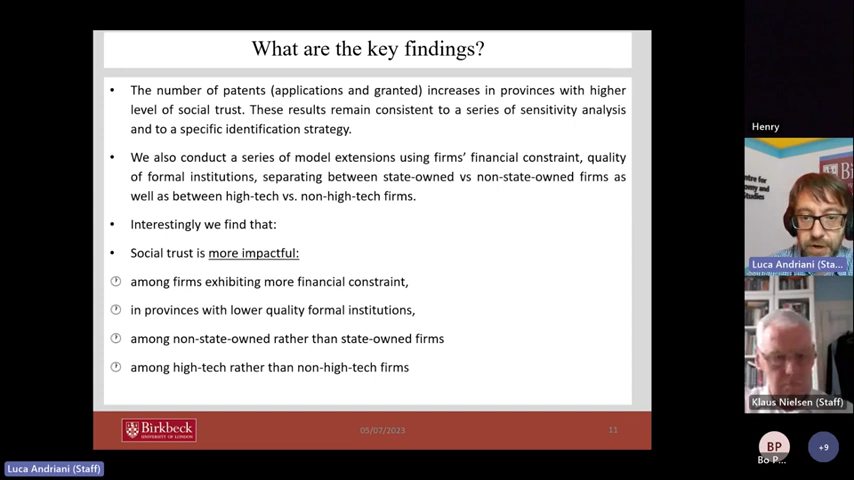 What are the key findings?
• The number of patents (applications and granted) increases in provinces with higher
level of social trust. These results remain consistent to a series of sensitivity analysis
and to a specific identification strategy.
• We also conduct a series of model extensions using firms' financial constraint, quality
of formal institutions, separating between state-owned vs non-state-owned firms as
well as between high-tech vs. non-high-tech firms.
• Interestingly we find that:
• Social trust is more impactful:
among firms exhibiting more financial constraint,
in provinces with lower quality formal institutions,
among non-state-owned rather than state-owned firms
among high-tech rather than non-high-tech firms
Birkbeck
UNIVERSITY OF LONDON
05/07/2023
11
Luca Andriani (Staff)
Henry
Luca Andriani (Sta...
Klaus Nielsen (Staff)
BP
Bo P...
+9